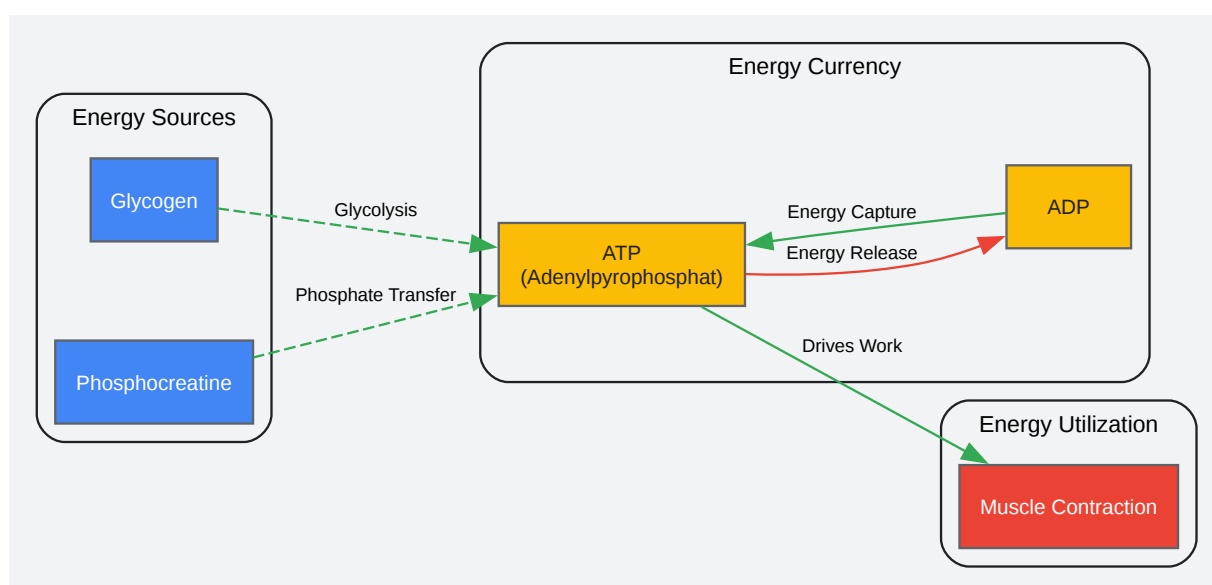 Energy Currency
Energy Sources
Glycogen
Glycolysis
Phosphate Transfer
Phosphocreatine
ATP
(Adenylpyrophosphat)
Energy Capture
Energy Release
ADP
Drives Work
Energy Utilization
Muscle Contraction